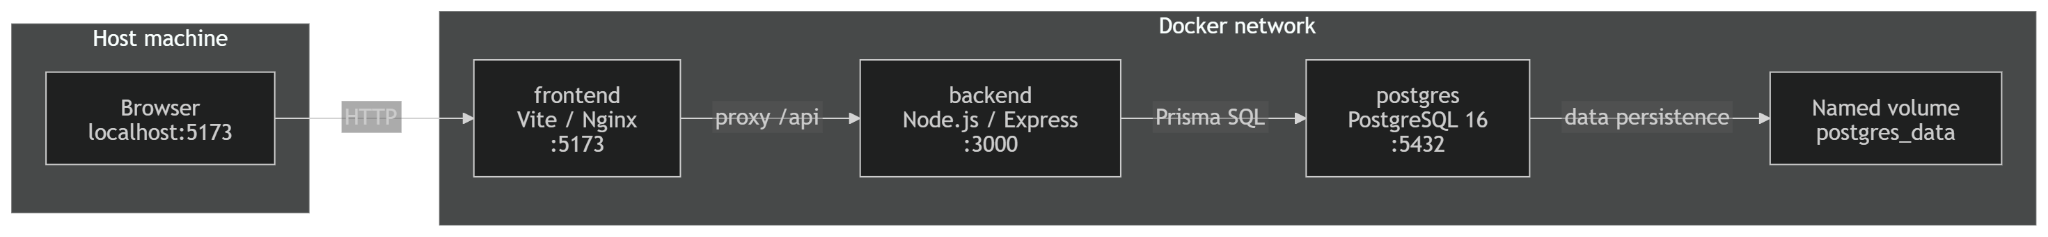 Host machine
Browser
localhost:5173
HTTP
Docker network
frontend
Vite / Nginx
:5173
proxy /api
backend
Node.js / Express
:3000
Prisma SQL
postgres
PostgreSQL 16
:5432
data persistence
Named volume
postgres_data